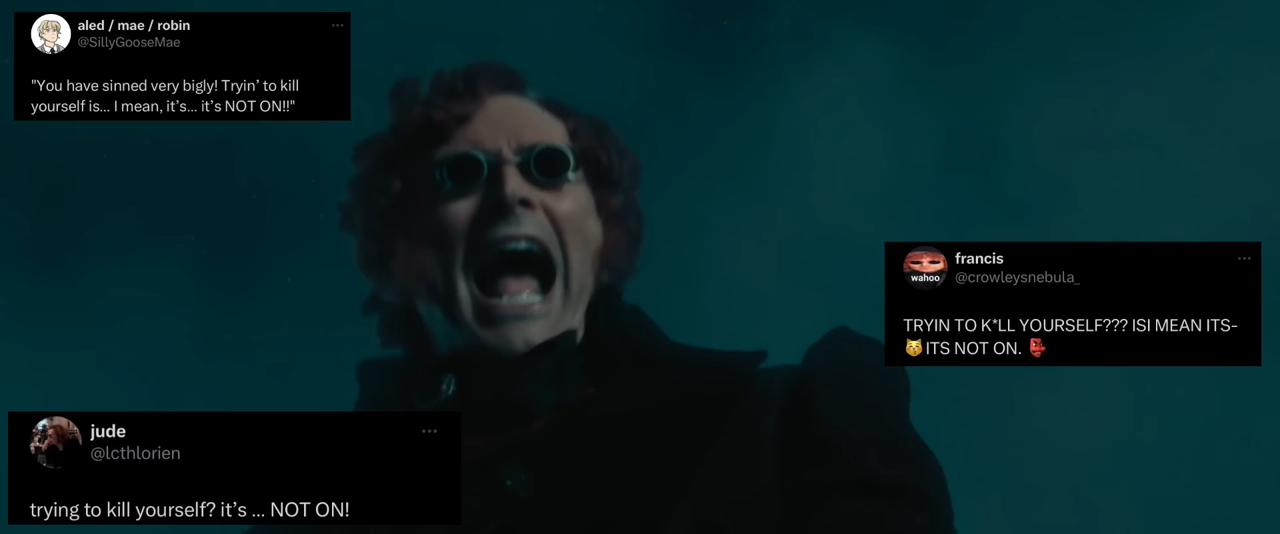 aled / mae / robin
@SillyGooseMae
"You have sinned very bigly! Tryin' to kill
yourself is... I mean, it's... it's NOT ON!!"
francis
@crowleysnebula_
wahoo
TRYIN TO K*LL YOURSELF??? ISI MEAN ITS-
😽ITS NOT ON. 👺
jude
@lcthlorien
trying to kill yourself? it's ... NOT ON!